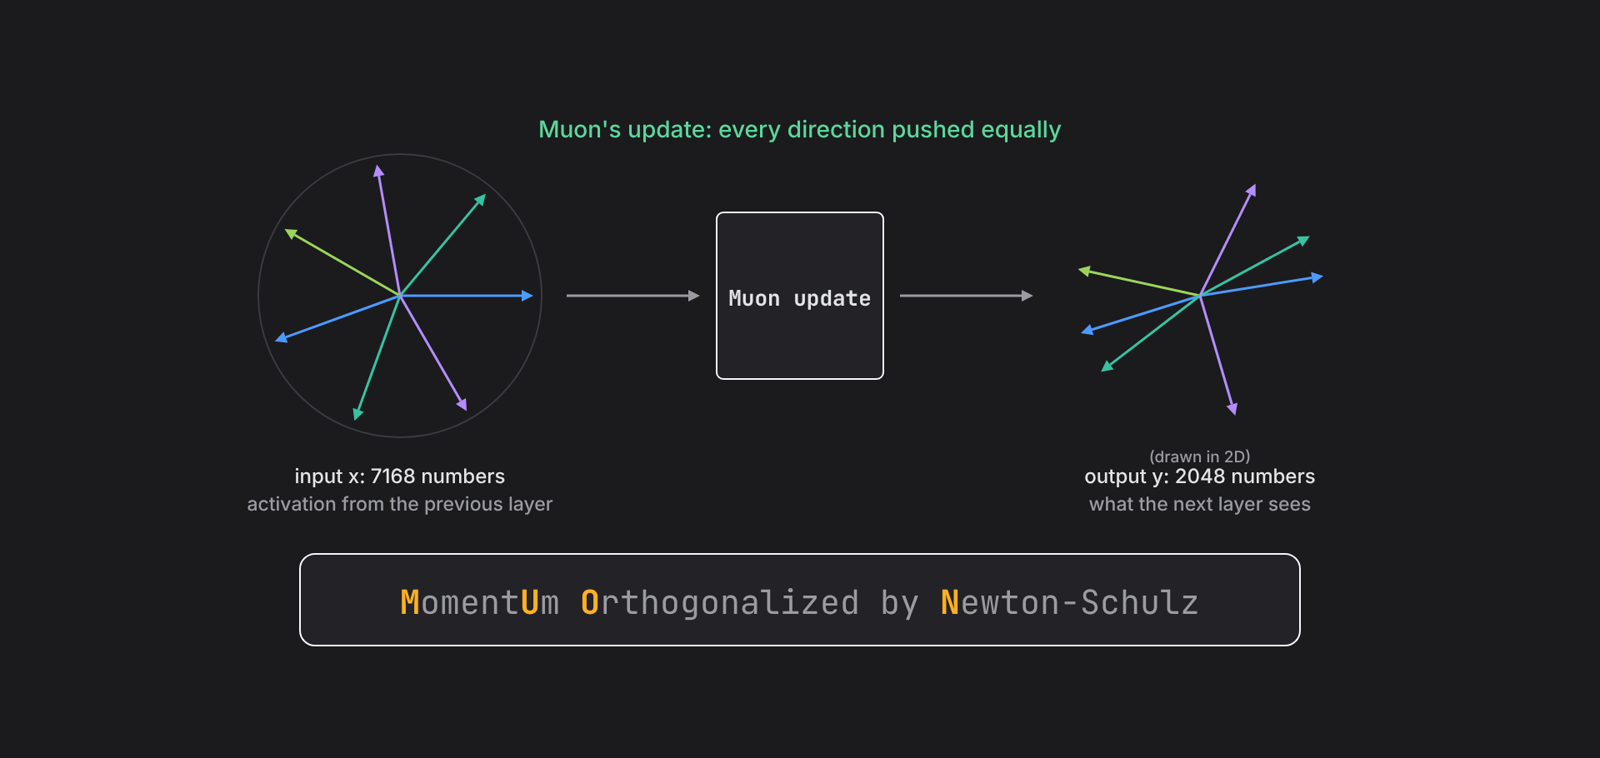 Muon's update: every direction pushed equally
Muon update
input x: 7168 numbers
activation from the previous layer
(drawn in 2D)
output y: 2048 numbers
what the next layer sees
MomentUm Orthogonalized by Newton-Schulz